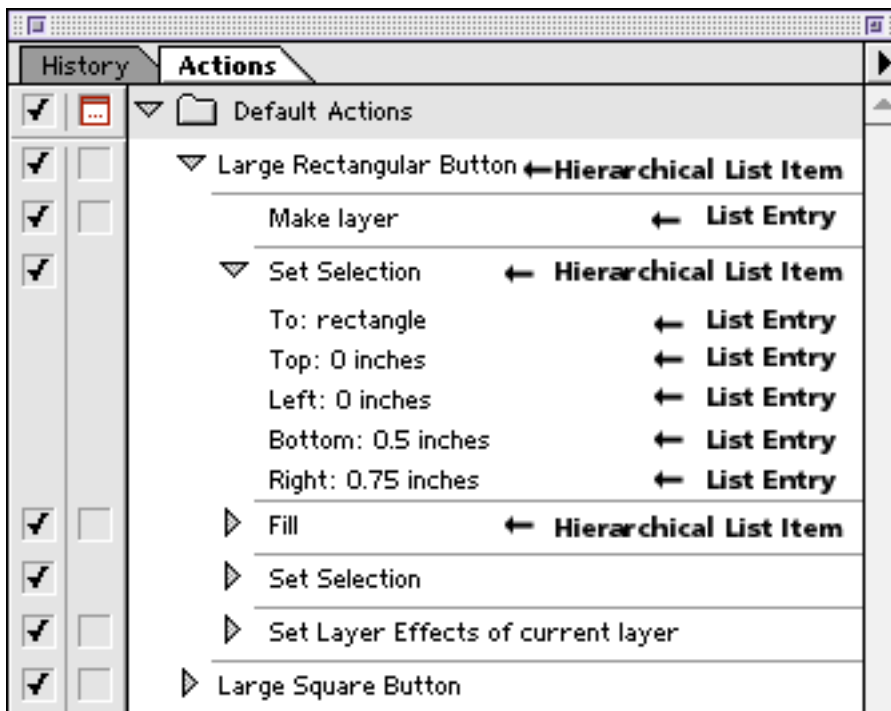 History Actions
Default Actions
Large Rectangular Button ←Hierarchical List Item
Make layer ← List Entry
Set Selection ← Hierarchical List Item
To: rectangle ← List Entry
Top: 0 inches ← List Entry
Left: 0 inches ← List Entry
Bottom: 0.5 inches ← List Entry
Right: 0.75 inches ← List Entry
Fill ← Hierarchical List Item
Set Selection
Set Layer Effects of current layer
Large Square Button